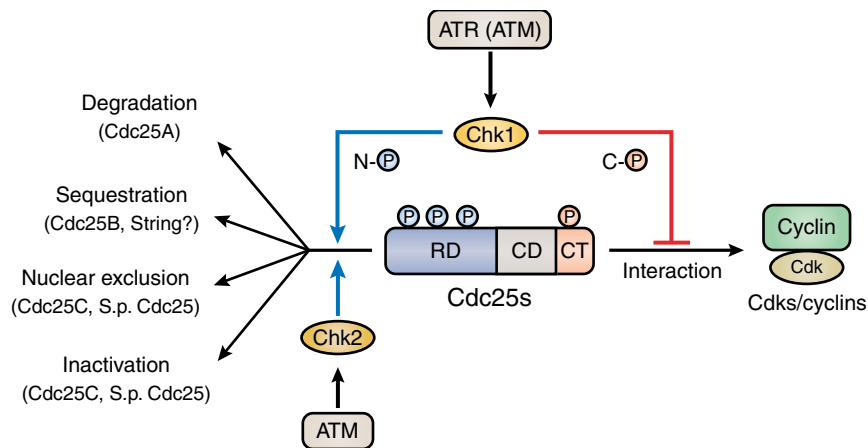 ATR (ATM)
Degradation
(Cdc25A)
Chk1
N-P
C-P
Sequestration
(Cdc25B, String?)
P P P P
RD CD CT
Cyclin
Cdk
Interaction
Nuclear exclusion
(Cdc25C, S.p. Cdc25)
Cdc25s
Cdks/cyclins
Chk2
Inactivation
(Cdc25C, S.p. Cdc25)
ATM